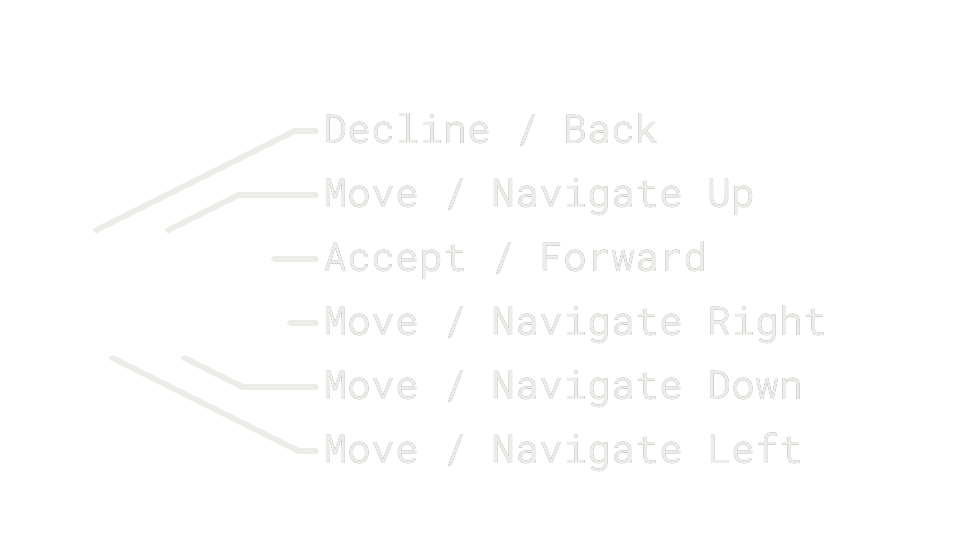 Decline / Back
Move / Navigate Up
Accept / Forward
Move / Navigate Right
Move / Navigate Down
Move / Navigate Left